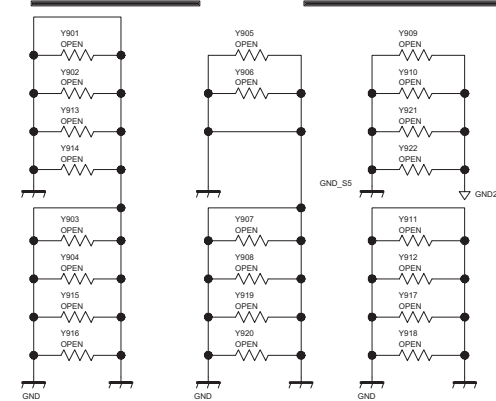 Y901
OPEN
Y902
OPEN
Y913
OPEN
Y914
OPEN
Y905
OPEN
Y906
OPEN
Y909
OPEN
Y910
OPEN
Y921
OPEN
Y922
OPEN
GND_S5
GND2
Y903
OPEN
Y904
OPEN
Y915
OPEN
Y916
OPEN
GND
Y907
OPEN
Y908
OPEN
Y919
OPEN
Y920
OPEN
GND
Y911
OPEN
Y912
OPEN
Y917
OPEN
Y918
OPEN
GND